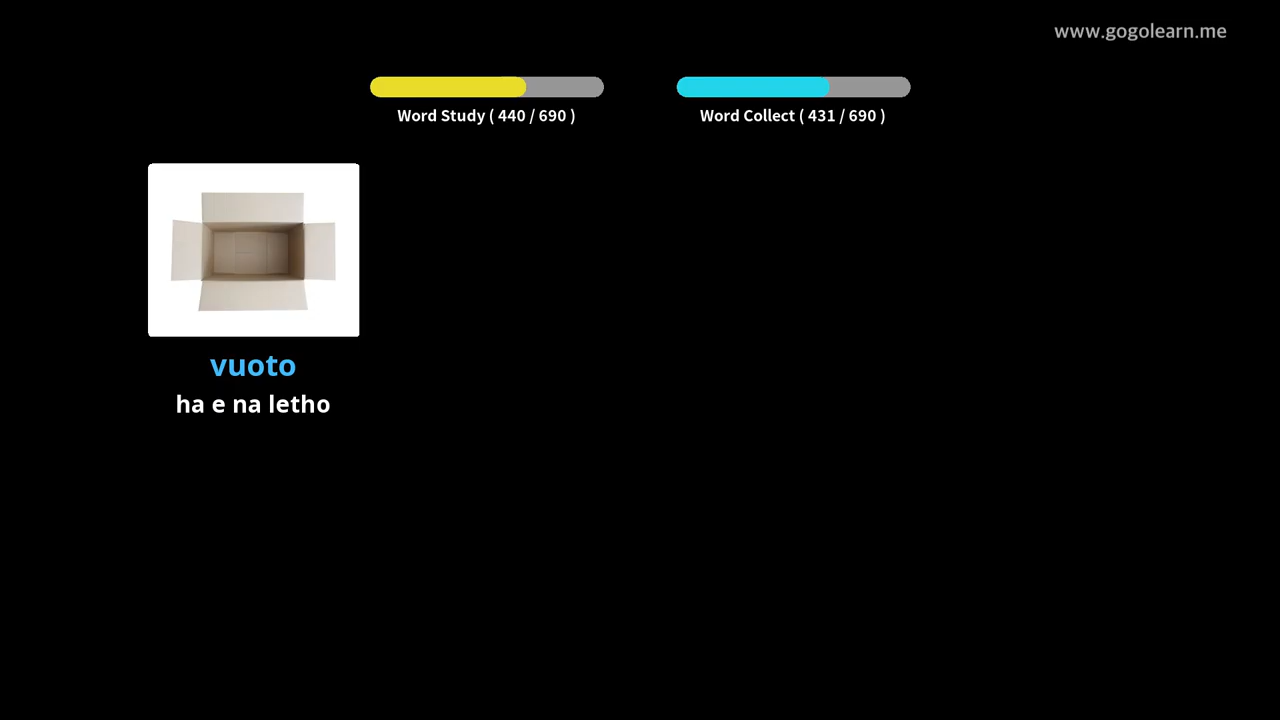 www.gogolearn.me
Word Study ( 440 / 690 )
Word Collect ( 431 / 690 )
vuoto
ha e na letho